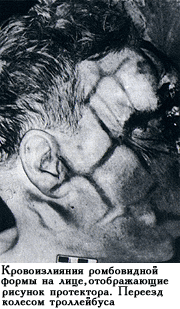 Кровоизлияния ромбовидной
формы на лице,отображающие
рисунок протектора. Переезд
колесом троллейбуса